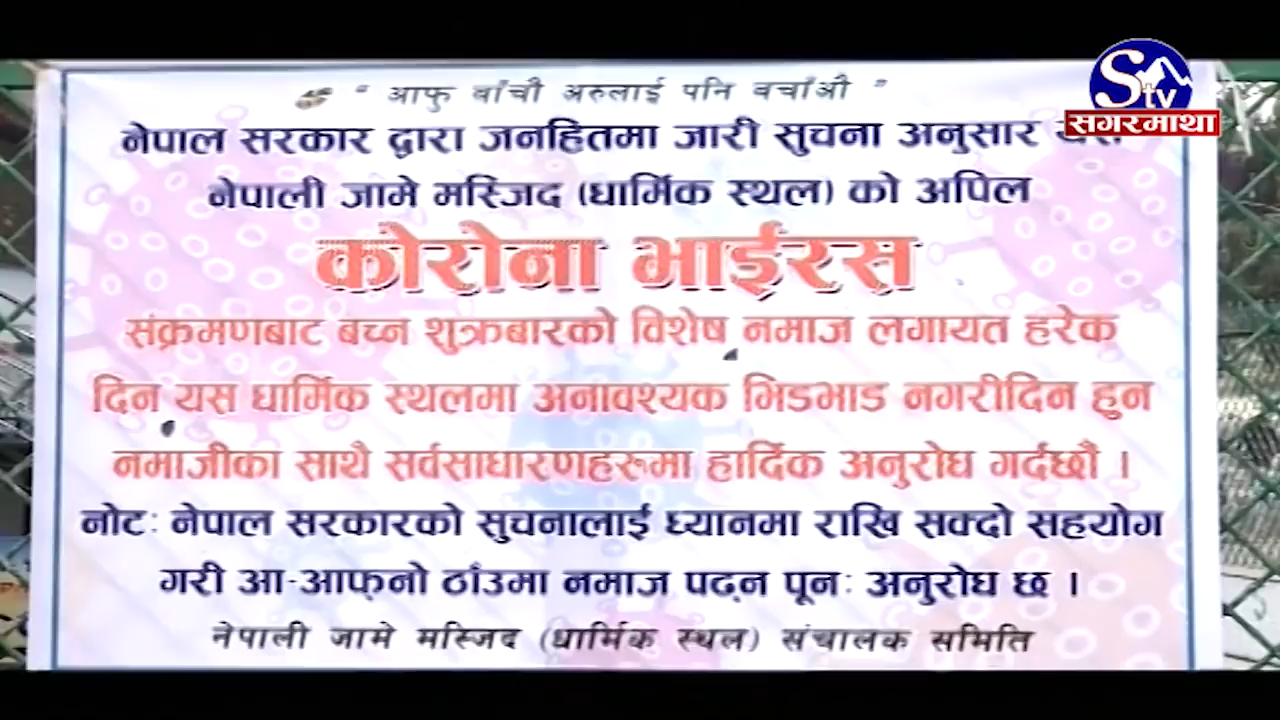 " आफु बाँची अरुलाई पनि बचाँऔ "
नेपाल सरकार द्वारा जनहितमा जारी सुचना अनुसार
नेपाली जामे मस्जिद (धार्मिक स्थल) को अपिल
कोरोना भाईरस
संक्रमणबाट बच्न शुक्रबारको विशेष नमाज लगायत हरेक
दिन यस धार्मिक स्थलमा अनावश्यक भिडभाड नगरीदिन हुन
नमाजीका साथै सर्वसाधारणहरुमा हार्दिक अनुरोध गर्दछौं ।
नोटः नेपाल सरकारको सुचनालाई ध्यानमा राखि सक्दो सहयोग
गरी आ-आफ्नो ठाँउमा नमाज पढ्न पूनः अनुरोध छ ।
नेपाली जामे मस्जिद (धार्मिक स्थल) संचालक समिति
S tv
सगरमाथा